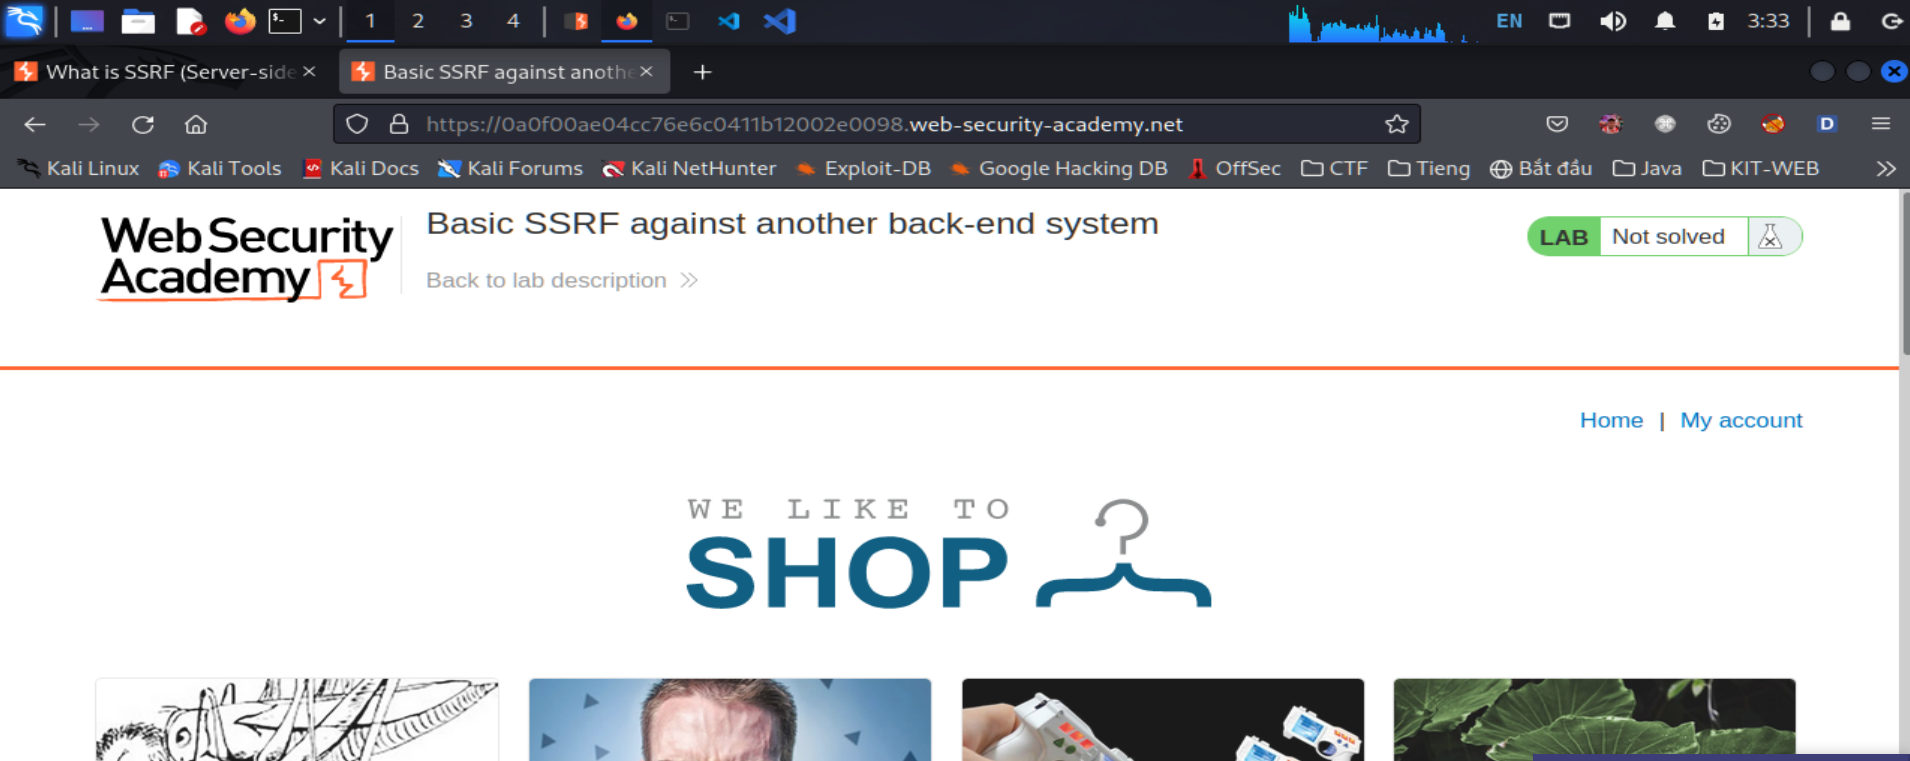 1 2 3 4 EN 3:33
What is SSRF (Server-side Basic SSRF against anothe
https://0a0f00ae04cc76e6c0411b12002e0098.web-security-academy.net
Kali Linux Kali Tools Kali Docs Kali Forums Kali NetHunter Exploit-DB Google Hacking DB OffSec CTF Tieng Bắt đầu Java KIT-WEB
Web Security
Academy
Basic SSRF against another back-end system
LAB Not solved
Back to lab description
Home | My account
WE LIKE TO
SHOP